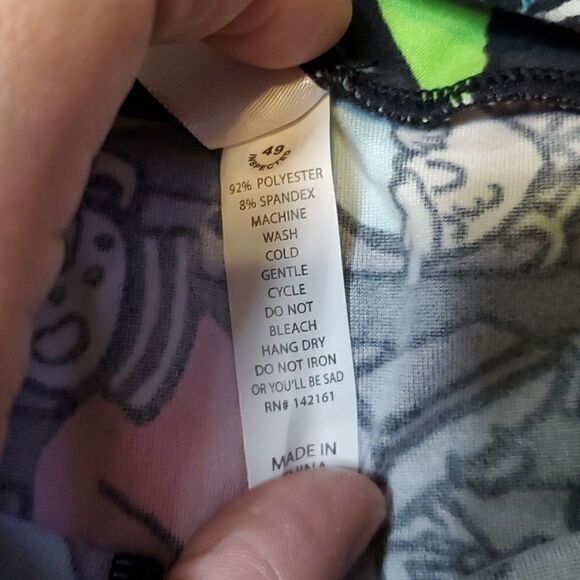 49
INSPECTED
92% POLYESTER
8% SPANDEX
MACHINE
WASH
COLD
GENTLE
CYCLE
DO NOT
BLEACH
HANG DRY
DO NOT IRON
OR YOU'LL BE SAD
RN# 142161
MADE IN
CHINA